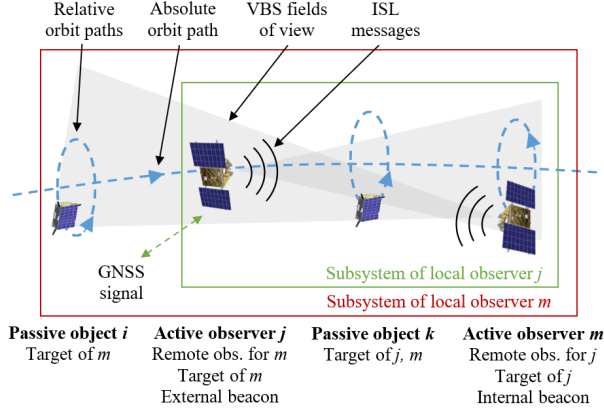 Relative
orbit paths
Absolute
orbit path
VBS fields
of view
ISL
messages
GNSS
signal
Subsystem of local observer j
Subsystem of local observer m
Passive object i
Target of m
Active observer j
Remote obs. for m
Target of m
External beacon
Passive object k
Target of j, m
Active observer m
Remote obs. for j
Target of j
Internal beacon